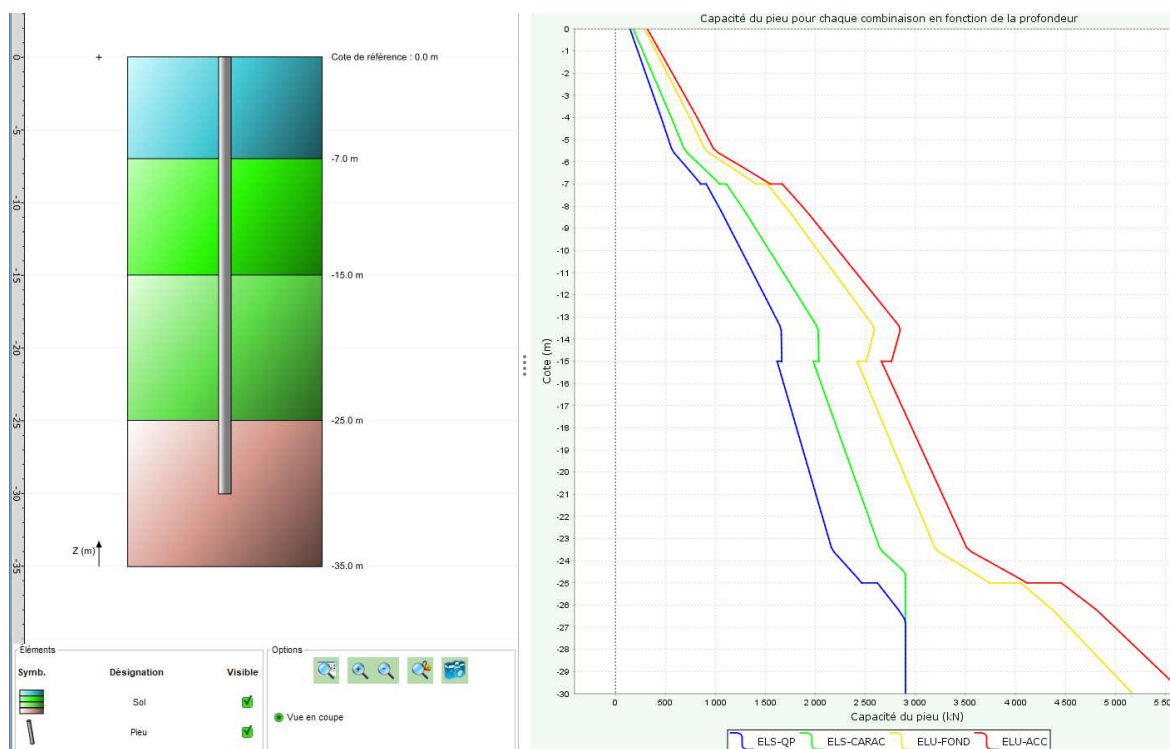 0
-5
-10
-15
-20
-25
-30
-35
Cote de référence : 0.0 m
-7.0 m
-15.0 m
-25.0 m
-35.0 m
Z (m)
Éléments
Symb. Désignation Visible
Sol
Pieu
Options
Vue en coupe
Capacité du pieu pour chaque combinaison en fonction de la profondeur
Cote (m)
0
-1
-2
-3
-4
-5
-6
-7
-8
-9
-10
-11
-12
-13
-14
-15
-16
-17
-18
-19
-20
-21
-22
-23
-24
-25
-26
-27
-28
-29
-30
0 500 1 000 1 500 2 000 2 500 3 000 3 500 4 000 4 500 5 000 5 5
Capacité du pieu (kN)
ELS-QP ELS-CARAC ELU-FOND ELU-ACC